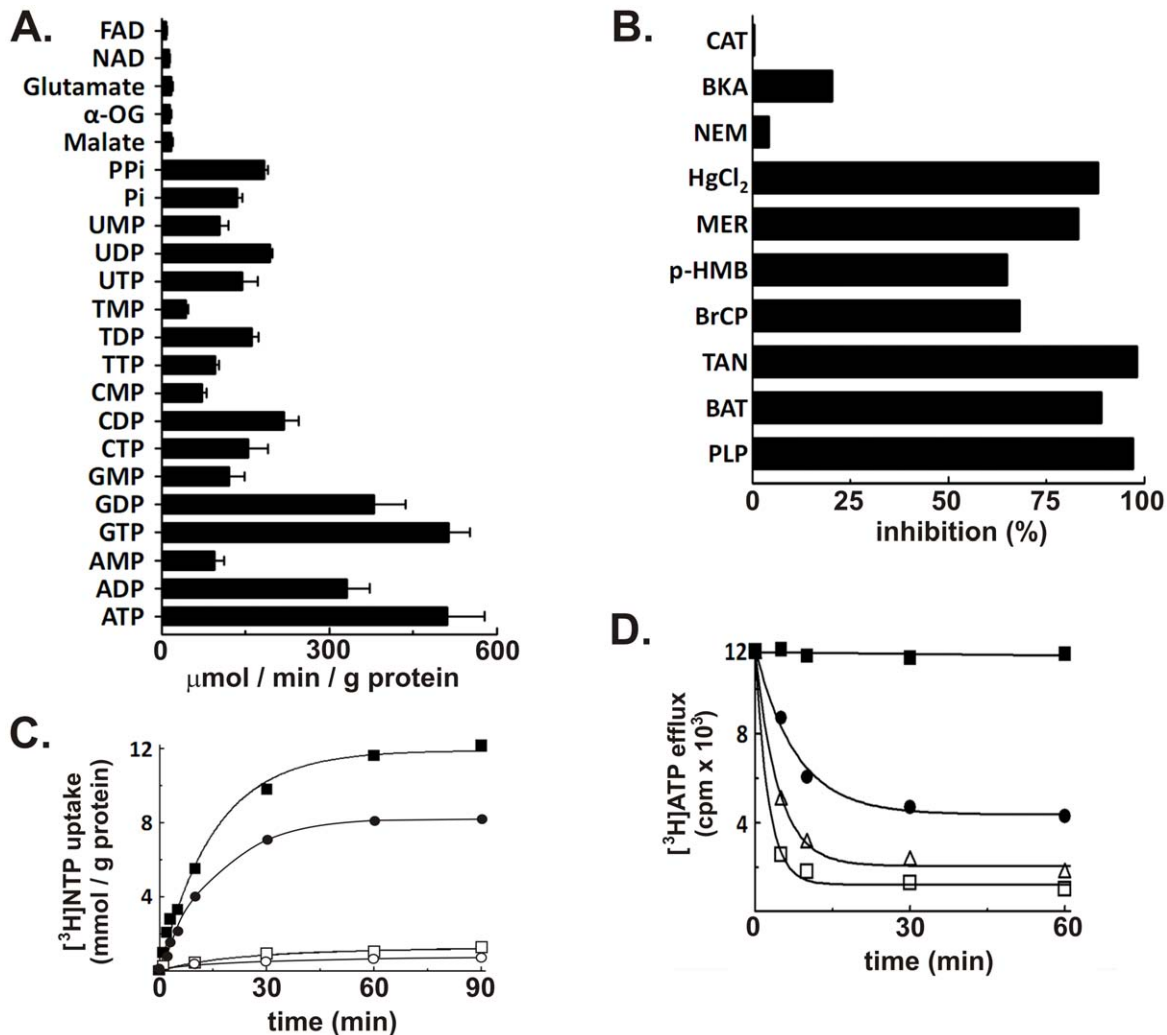 A.
FAD
NAD
Glutamate
α-OG
Malate
PPi
Pi
UMP
UDP
UTP
TMP
TDP
TTP
CMP
CDP
CTP
GMP
GDP
GTP
AMP
ADP
ATP
0 300 600
μmol / min / g protein
B.
CAT
BKA
NEM
HgCl₂
MER
p-HMB
BrCP
TAN
BAT
PLP
0 25 50 75 100
inhibition (%)
C.
[³H]NTP uptake
(mmol / g protein)
12
8
4
0 30 60 90
time (min)
D.
[³H]ATP efflux
(cpm x 10³)
12
8
4
0 30 60
time (min)